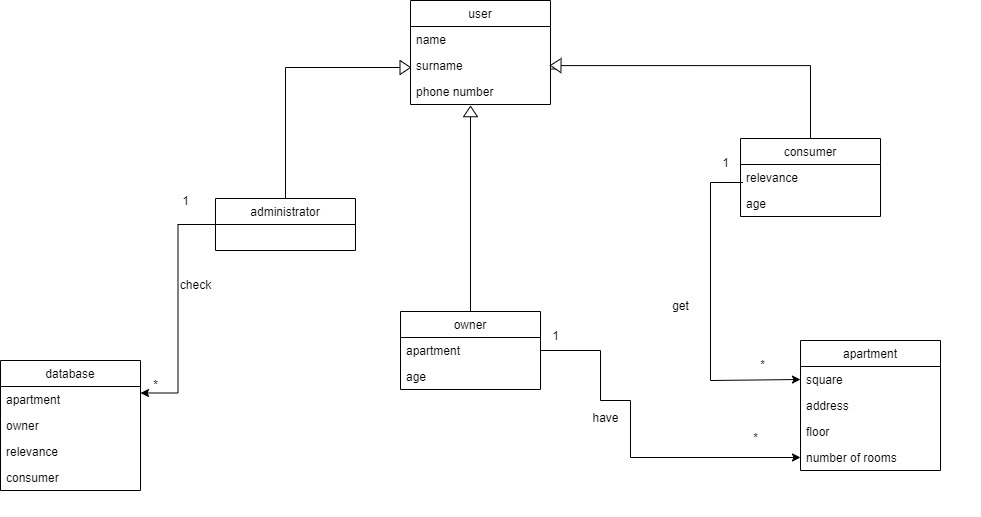 user
name
surname
phone number
consumer
relevance
age
1
administrator
1
check
owner
apartment
age
1
have
get
*
*
apartment
square
address
floor
number of rooms
database
apartment
owner
relevance
consumer
*